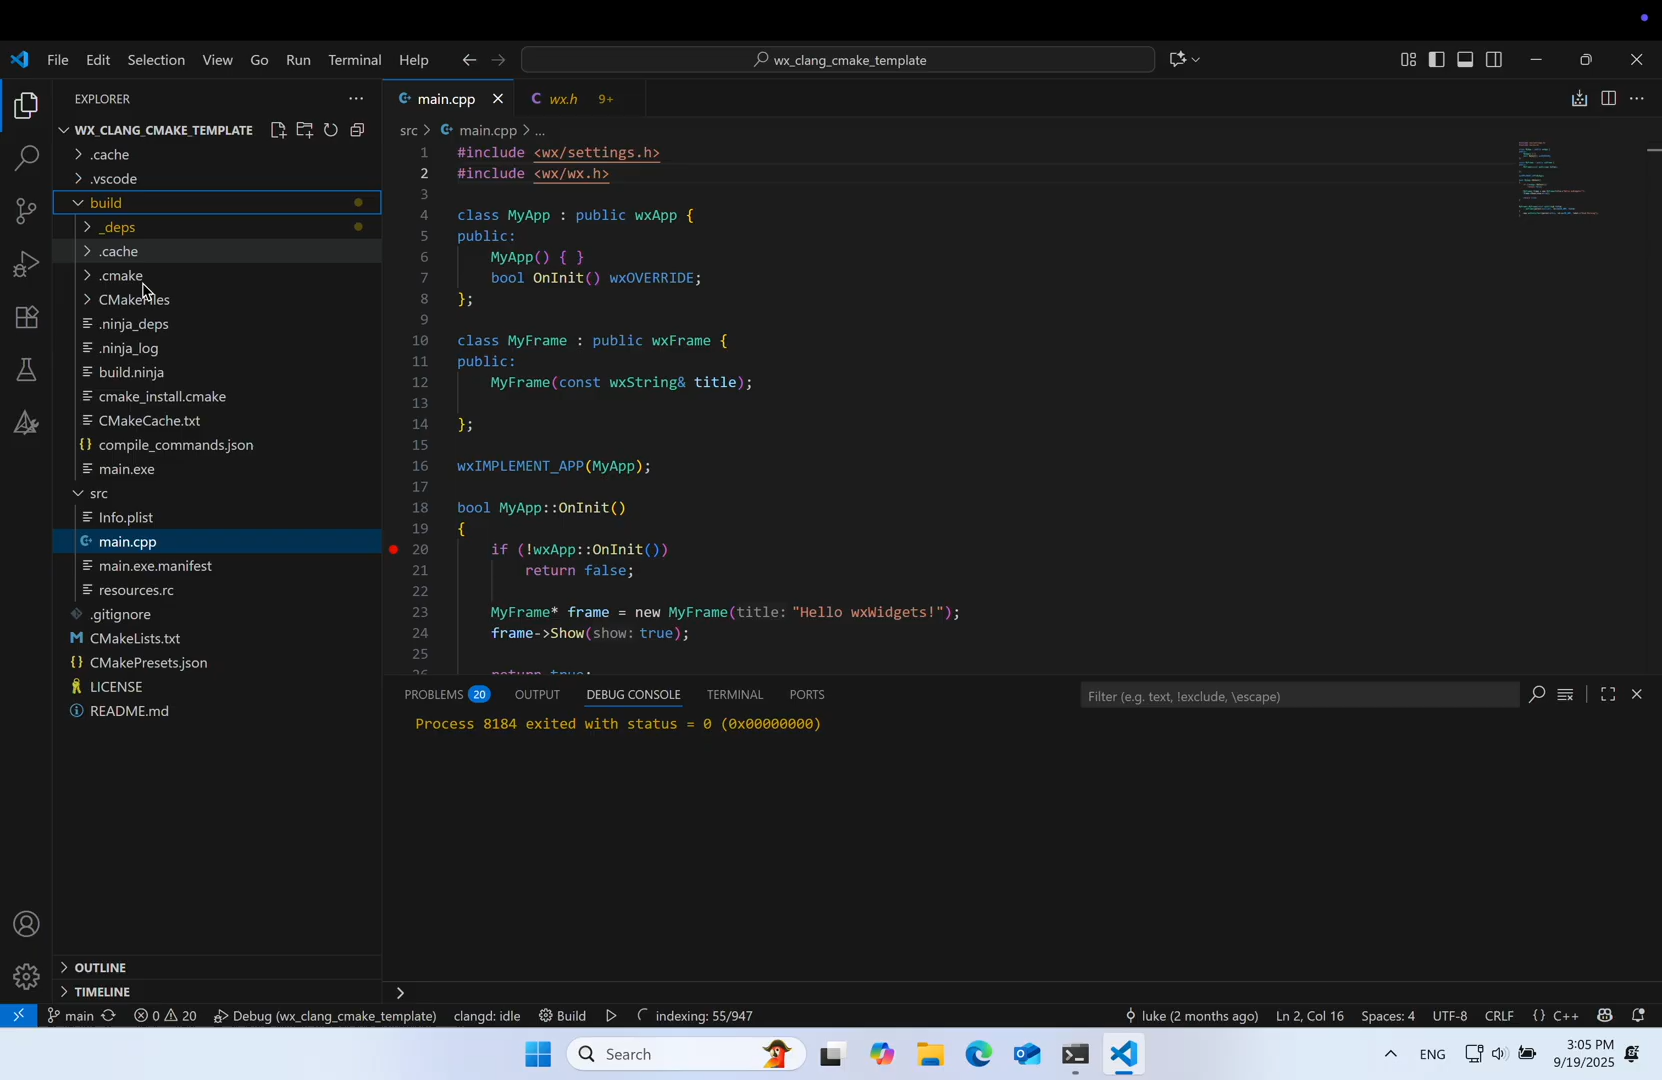 File Edit Selection View Go Run Terminal Help
wx_clang_cmake_template
EXPLORER
main.cpp
wx.h 9+
WX_CLANG_CMAKE_TEMPLATE
.cache
.vscode
build
_deps
.cache
.cmake
CMakeFiles
.ninja_deps
.ninja_log
build.ninja
cmake_install.cmake
CMakeCache.txt
compile_commands.json
main.exe
src
Info.plist
main.cpp
main.exe.manifest
resources.rc
.gitignore
CMakeLists.txt
CMakePresets.json
LICENSE
README.md
OUTLINE
TIMELINE
src > main.cpp > ...
1 #include <wx/settings.h>
2 #include <wx/wx.h>
3
4 class MyApp : public wxApp {
5 public:
6 MyApp() { }
7 bool OnInit() wxOVERRIDE;
8 };
9
10 class MyFrame : public wxFrame {
11 public:
12 MyFrame(const wxString& title);
13
14 };
15
16 wxIMPLEMENT_APP(MyApp);
17
18 bool MyApp::OnInit()
19 {
20 if (!wxApp::OnInit())
21 return false;
22
23 MyFrame* frame = new MyFrame(title: "Hello wxWidgets!");
24 frame->Show(show: true);
25
26 return true;
PROBLEMS 20 OUTPUT DEBUG CONSOLE TERMINAL PORTS
Filter (e.g. text, !exclude, \escape)
Process 8184 exited with status = 0 (0x00000000)
main 0 20 Debug (wx_clang_cmake_template) clangd: idle Build indexing: 55/947 luke (2 months ago) Ln 2, Col 16 Spaces: 4 UTF-8 CRLF {} C++
Search
ENG
3:05 PM
9/19/2025